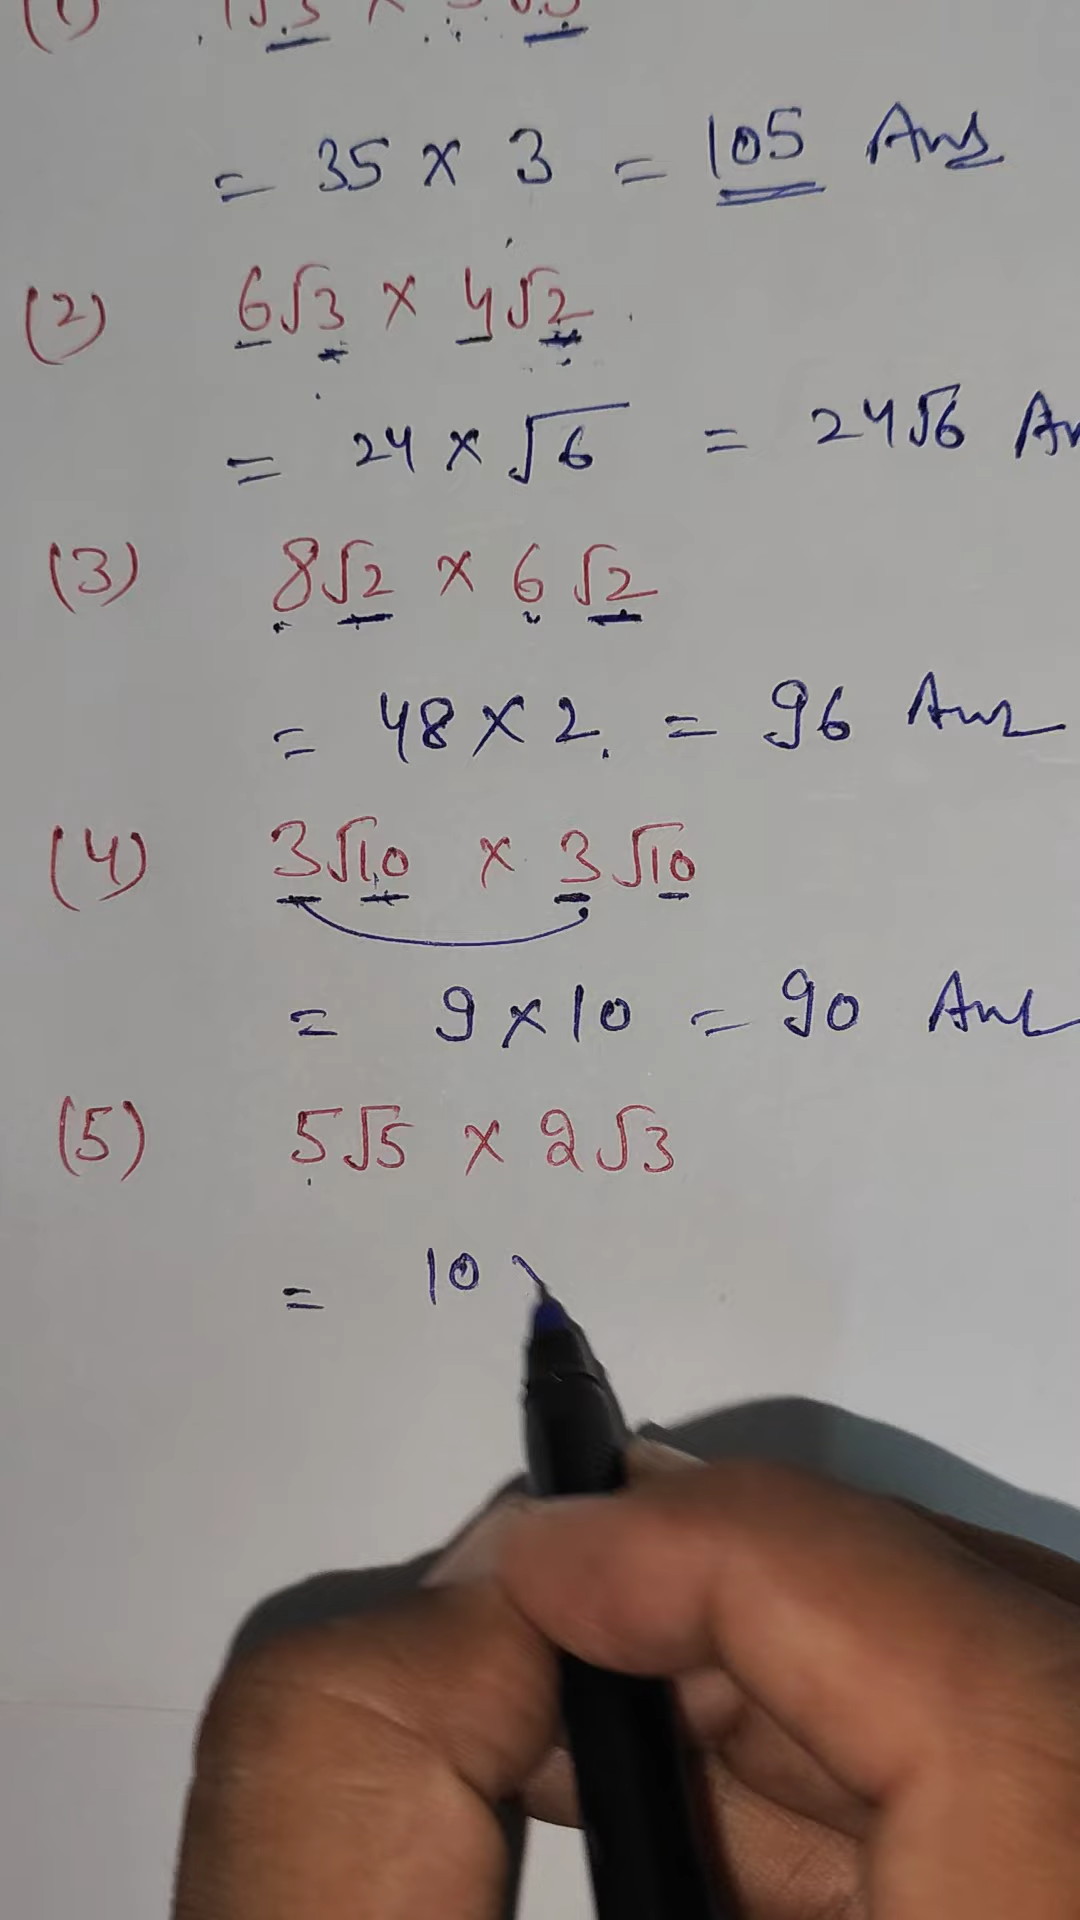 (1)
= 35 × 3 = 105 Ans
(2) 6√3 × 4√2
= 24 × √6 = 24√6
(3) 8√2 × 6√2
= 48 × 2 = 96 Ans
(4) 3√10 × 3√10
= 9 × 10 = 90 Ans
(5) 5√5 × 2√3
= 10